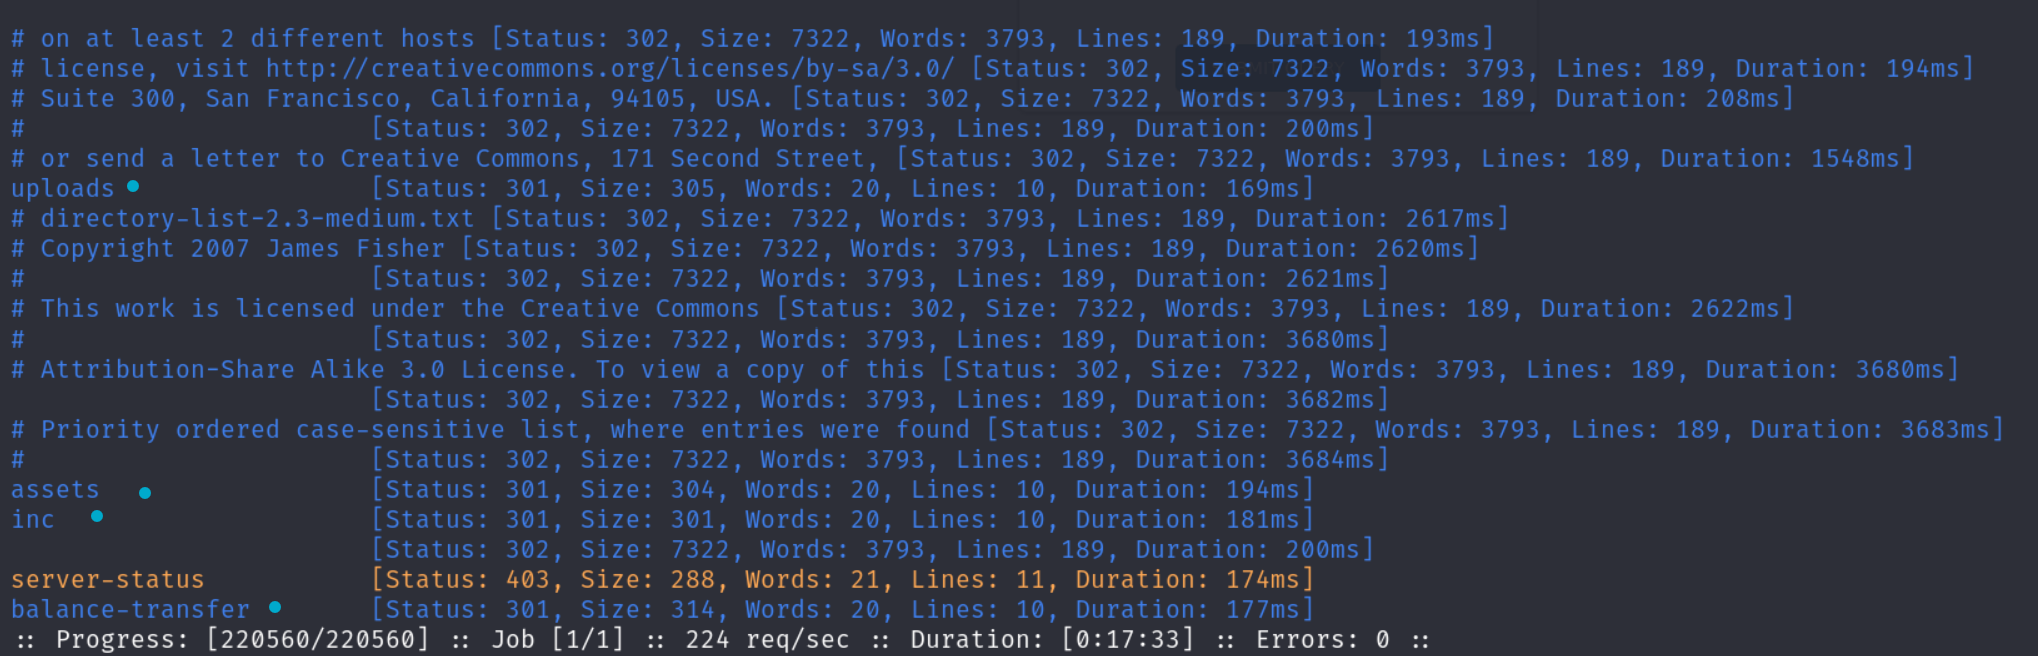 # on at least 2 different hosts [Status: 302, Size: 7322, Words: 3793, Lines: 189, Duration: 193ms]
# license, visit http://creativecommons.org/licenses/by-sa/3.0/ [Status: 302, Size: 7322, Words: 3793, Lines: 189, Duration: 194ms]
# Suite 300, San Francisco, California, 94105, USA. [Status: 302, Size: 7322, Words: 3793, Lines: 189, Duration: 208ms]
# [Status: 302, Size: 7322, Words: 3793, Lines: 189, Duration: 200ms]
# or send a letter to Creative Commons, 171 Second Street, [Status: 302, Size: 7322, Words: 3793, Lines: 189, Duration: 1548ms]
uploads [Status: 301, Size: 305, Words: 20, Lines: 10, Duration: 169ms]
# directory-list-2.3-medium.txt [Status: 302, Size: 7322, Words: 3793, Lines: 189, Duration: 2617ms]
# Copyright 2007 James Fisher [Status: 302, Size: 7322, Words: 3793, Lines: 189, Duration: 2620ms]
# [Status: 302, Size: 7322, Words: 3793, Lines: 189, Duration: 2621ms]
# This work is licensed under the Creative Commons [Status: 302, Size: 7322, Words: 3793, Lines: 189, Duration: 2622ms]
# [Status: 302, Size: 7322, Words: 3793, Lines: 189, Duration: 3680ms]
# Attribution-Share Alike 3.0 License. To view a copy of this [Status: 302, Size: 7322, Words: 3793, Lines: 189, Duration: 3680ms]
[Status: 302, Size: 7322, Words: 3793, Lines: 189, Duration: 3682ms]
# Priority ordered case-sensitive list, where entries were found [Status: 302, Size: 7322, Words: 3793, Lines: 189, Duration: 3683ms]
# [Status: 302, Size: 7322, Words: 3793, Lines: 189, Duration: 3684ms]
assets [Status: 301, Size: 304, Words: 20, Lines: 10, Duration: 194ms]
inc [Status: 301, Size: 301, Words: 20, Lines: 10, Duration: 181ms]
[Status: 302, Size: 7322, Words: 3793, Lines: 189, Duration: 200ms]
server-status [Status: 403, Size: 288, Words: 21, Lines: 11, Duration: 174ms]
balance-transfer [Status: 301, Size: 314, Words: 20, Lines: 10, Duration: 177ms]
:: Progress: [220560/220560] :: Job [1/1] :: 224 req/sec :: Duration: [0:17:33] :: Errors: 0 ::